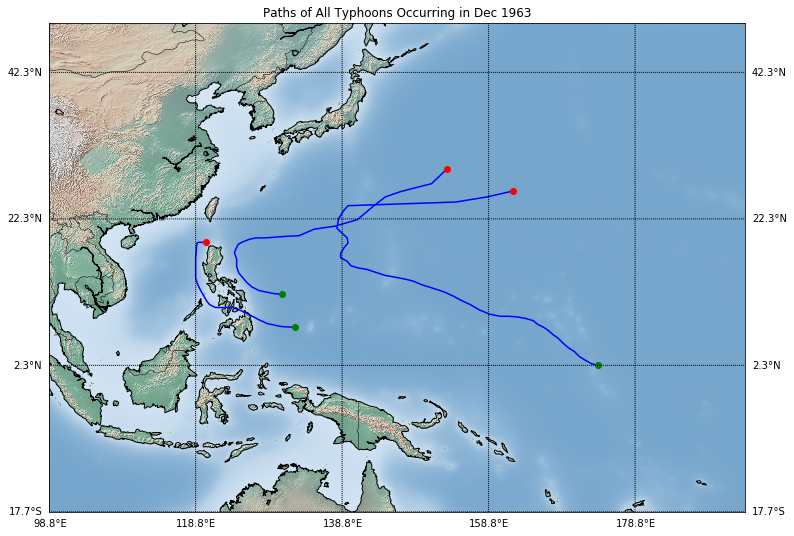 Paths of All Typhoons Occurring in Dec 1963
42.3°N 42.3°N
22.3°N 22.3°N
2.3°N 2.3°N
17.7°S 17.7°S
98.8°E 118.8°E 138.8°E 158.8°E 178.8°E